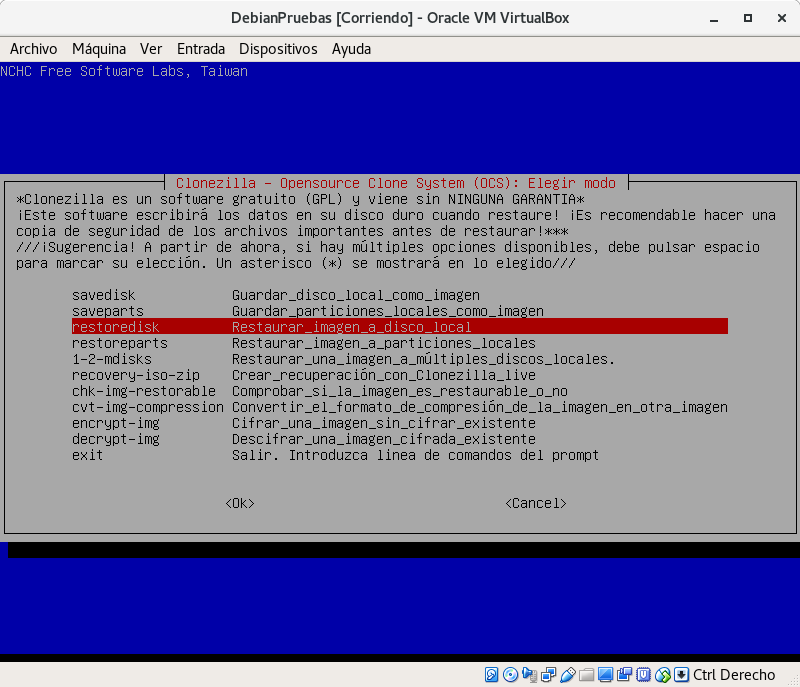 DebianPruebas [Corriendo] - Oracle VM VirtualBox
Archivo Máquina Ver Entrada Dispositivos Ayuda
NCHC Free Software Labs, Taiwan
Clonezilla - Opensource Clone System (OCS): Elegir modo
*Clonezilla es un software gratuito (GPL) y viene sin NINGUNA GARANTIA*
¡Este software escribirá los datos en su disco duro cuando restaure! ¡Es recomendable hacer una
copia de seguridad de los archivos importantes antes de restaurar!***
///¡Sugerencia! A partir de ahora, si hay múltiples opciones disponibles, debe pulsar espacio
para marcar su elección. Un asterisco (*) se mostrará en lo elegido///
savedisk Guardar_disco_local_como_imagen
saveparts Guardar_particiones_locales_como_imagen
restoredisk Restaurar_imagen_a_disco_local
restoreparts Restaurar_imagen_a_particiones_locales
1-2-mdisks Restaurar_una_imagen_a_múltiples_discos_locales.
recovery-iso-zip Crear_recuperación_con_Clonezilla_live
chk-img-restorable Comprobar_si_la_imagen_es_restaurable_o_no
cvt-img-compression Convertir_el_formato_de_compresión_de_la_imagen_en_otra_imagen
encrypt-img Cifrar_una_imagen_sin_cifrar_existente
decrypt-img Descifrar_una_imagen_cifrada_existente
exit Salir. Introduzca linea de comandos del prompt
<Ok> <Cancel>
Ctrl Derecho